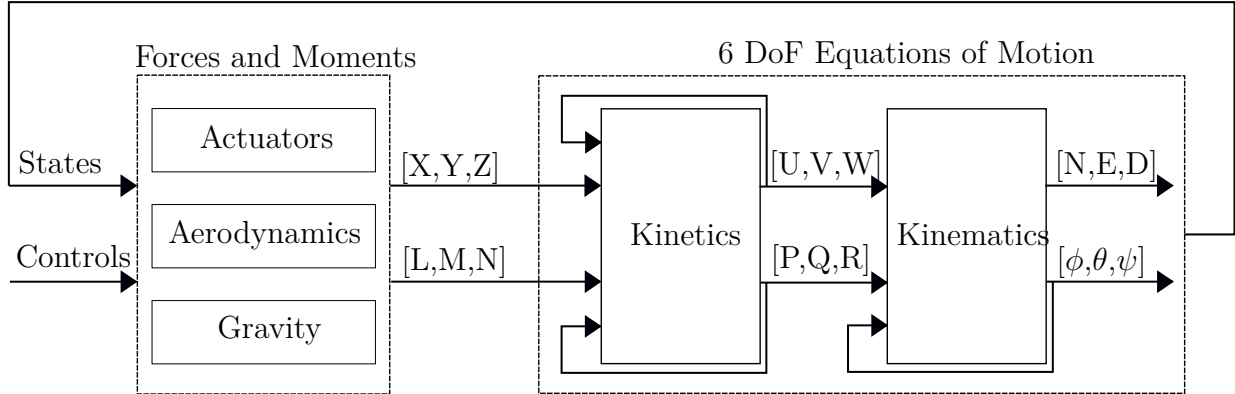 Forces and Moments
6 DoF Equations of Motion
Actuators
States
[X,Y,Z]
[U,V,W]
[N,E,D]
Aerodynamics
Kinetics
Kinematics
Controls
[L,M,N]
[P,Q,R]
[ϕ,θ,ψ]
Gravity